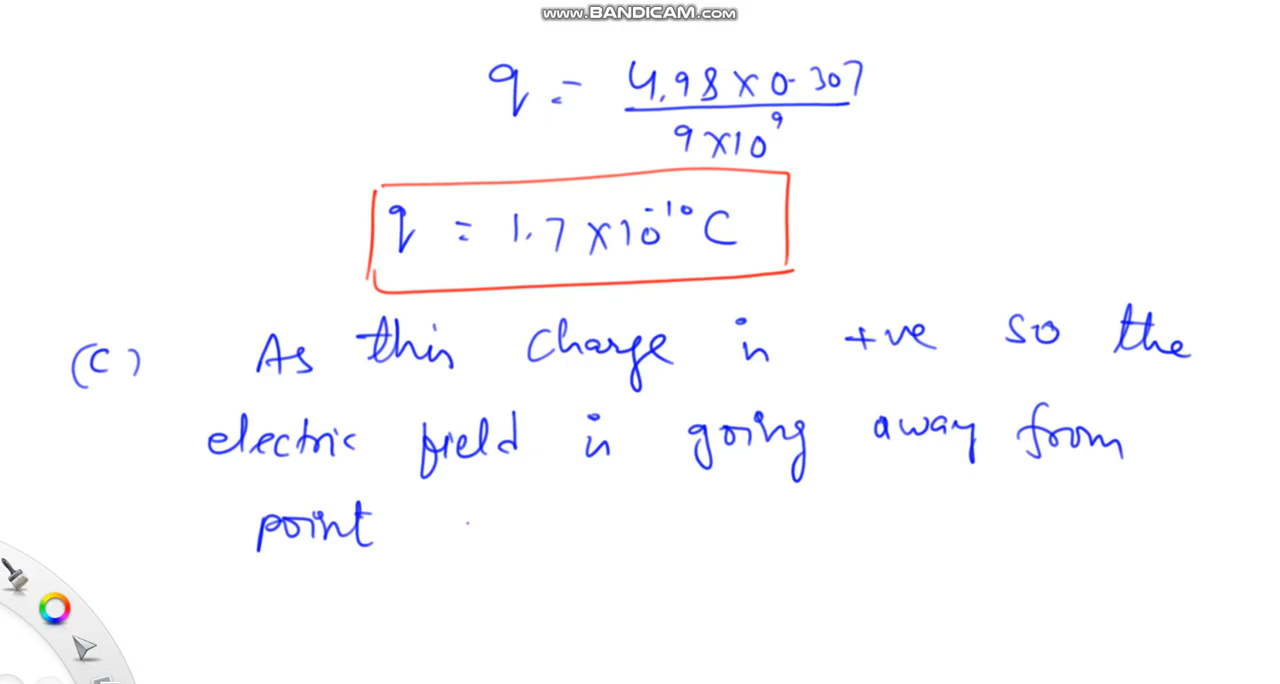 www.BANDICAM.com
q = 4.98 × 0.307 / 9 × 10⁹
q = 1.7 × 10⁻¹⁰ C
(C) As this charge is +ve so the
electric field is going away from
point